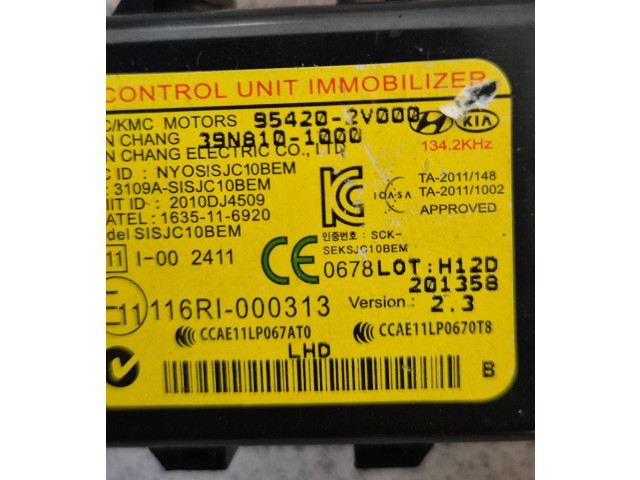 CONTROL UNIT IMMOBILIZER
C/KMC MOTORS 95420-2V000 KIA
N CHANG 39N810-1000 134.2KHz
N CHANG ELECTRIC CO., LTD
C ID : NYOSISJC10BEM TA-2011/148
E 3109A-SISJC10BEM ICASA TA-2011/1002
IIT ID : 2010DJ4509 APPROVED
ATEL : 1635-11-6920 인증번호 : SCK-
del SISJC10BEM SEKSJC10BEM
11 I-00 2411 CE 0678 LOT:H12D
201358
E11 116RI-000313 Version : 2.3
CCAE11LP067AT0 CCAE11LP0670T8
LHD
B